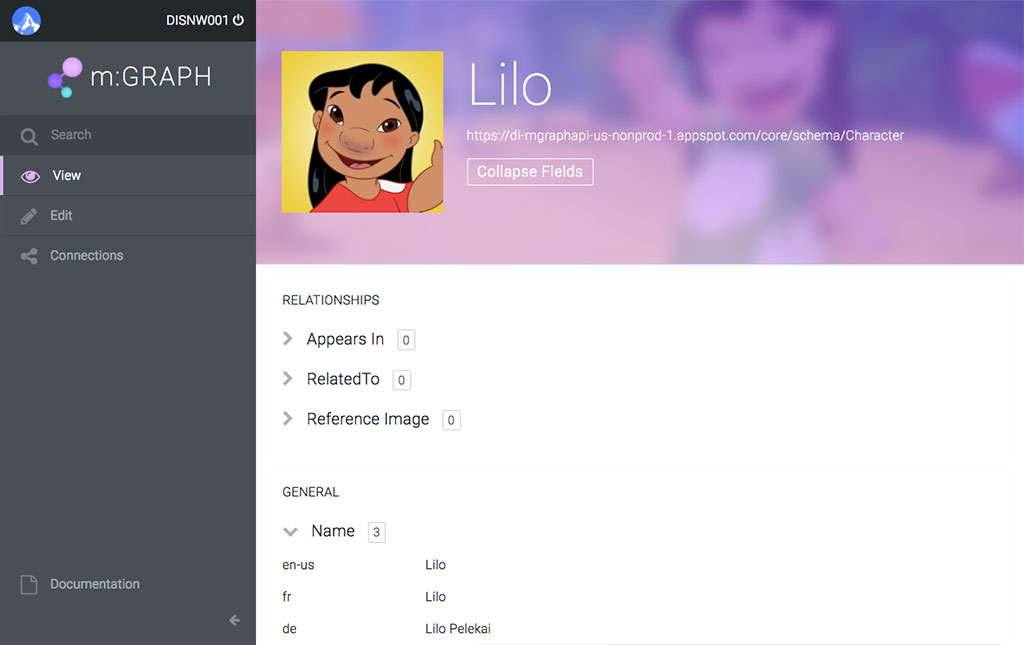 DISNW001
m:GRAPH
Search
View
Edit
Connections
Documentation
Lilo
https://di-mgraphapi-us-nonprod-1.appspot.com/core/schema/Character
Collapse Fields
RELATIONSHIPS
Appears In 0
RelatedTo 0
Reference Image 0
GENERAL
Name 3
en-us Lilo
fr Lilo
de Lilo Pelekai